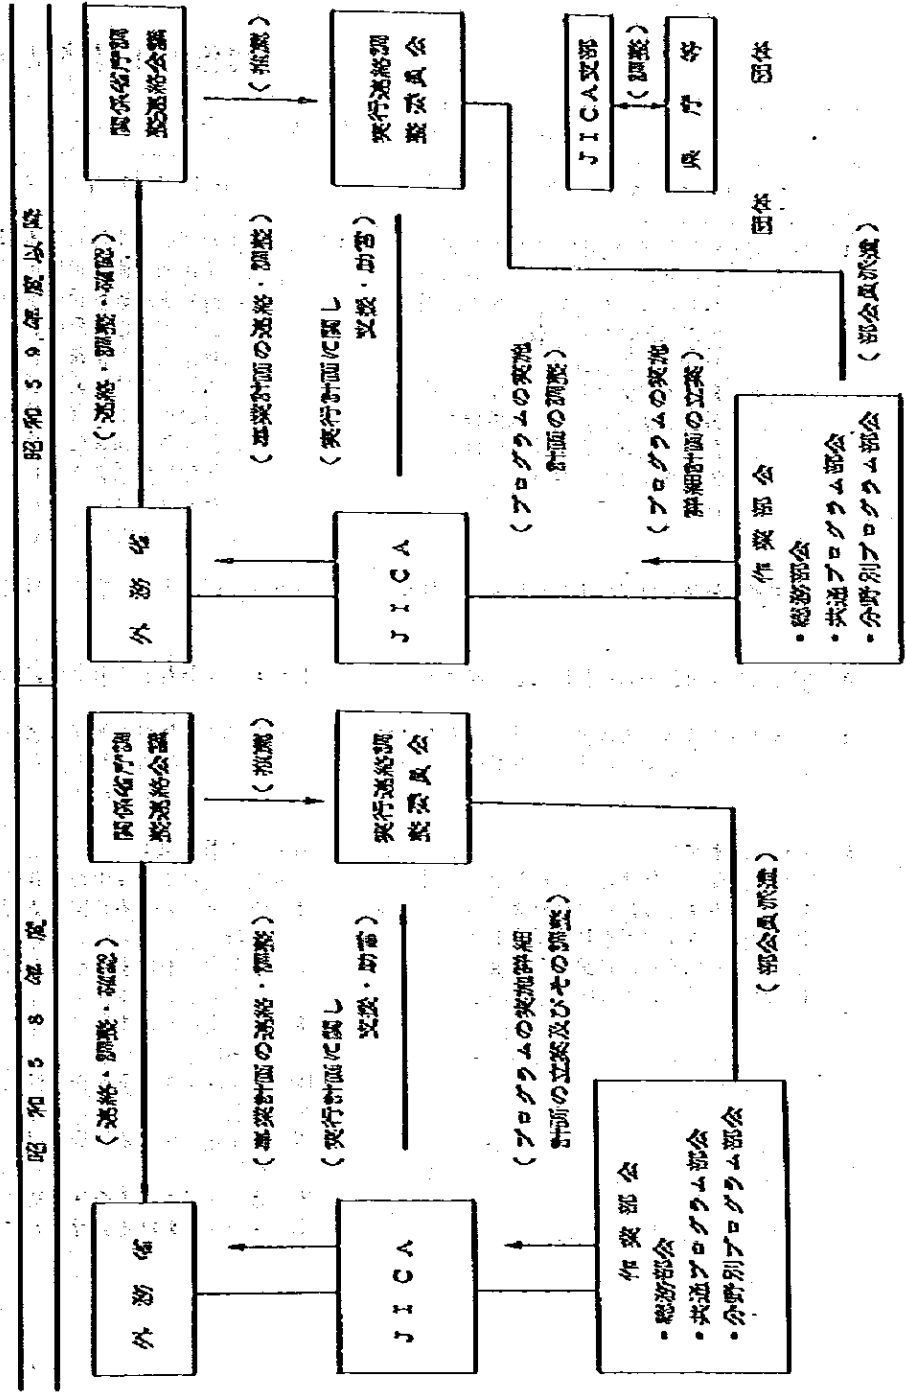 昭和58年度
外務省
(連絡・調整・確認)
関係省庁調
整連絡会議
(事業計画の連絡・調整)
(推薦)
(実行計画に関し
支援・助言)
JICA
実行連絡調
整委員会
(プログラムの実施詳細
計画の立案及びその調整)
作業部会
・総務部会
・共通プログラム部会
・分野別プログラム部会
(部会員派遣)
昭和59年度以降
外務省
(連絡・調整・確認)
関係省庁調
整連絡会議
(事業計画の連絡・調整)
(推薦)
(実行計画に関し
支援・助言)
JICA
実行連絡調
整委員会
(プログラムの実施
計画の調整)
JICA支部
(調整)
県庁等
(プログラムの実施
詳細計画の立案)
団体 団体
作業部会
・総務部会
・共通プログラム部会
・分野別プログラム部会
(部会員派遣)